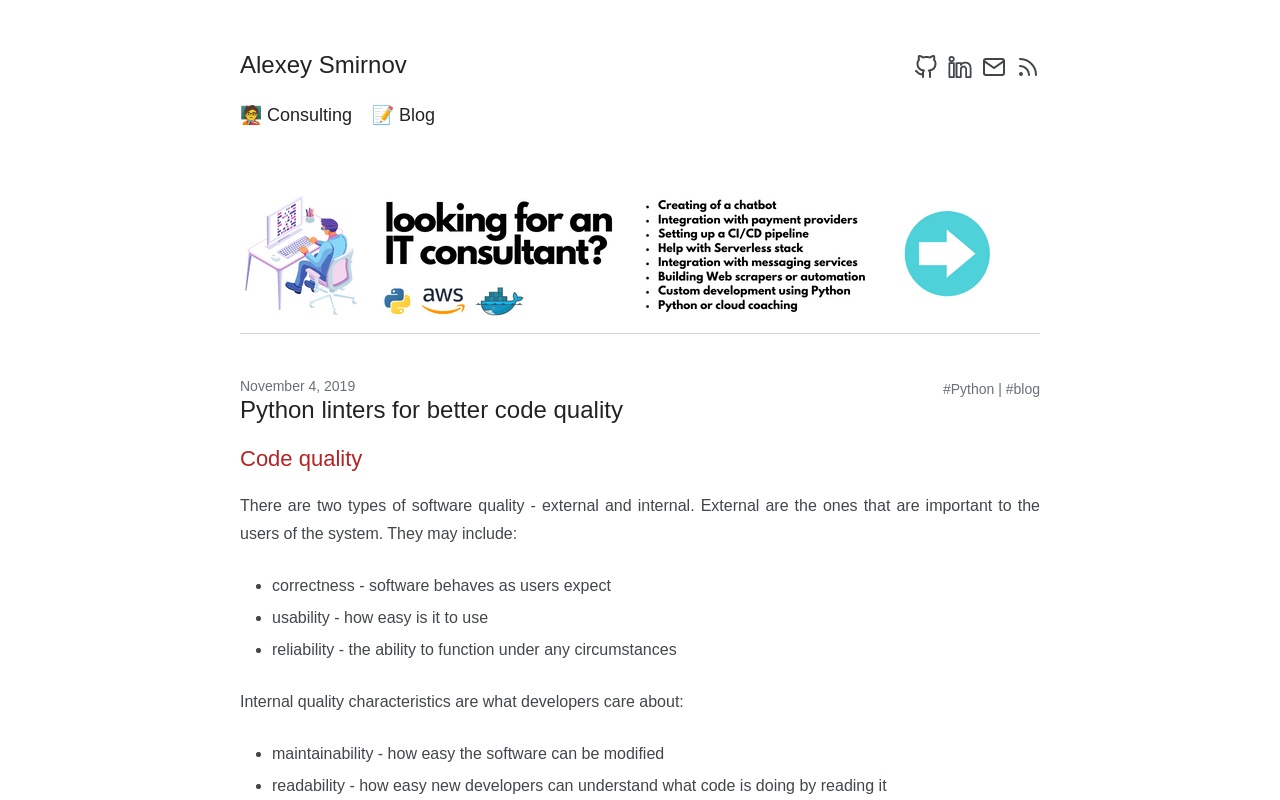 Alexey Smirnov
Consulting
Blog
looking for an
IT consultant?
aws
• Creating of a chatbot
• Integration with payment providers
• Setting up a CI/CD pipeline
• Help with Serverless stack
• Integration with messaging services
• Building Web scrapers or automation
• Custom development using Python
• Python or cloud coaching
November 4, 2019
#Python | #blog
Python linters for better code quality
Code quality
There are two types of software quality - external and internal. External are the ones that are important to the
users of the system. They may include:
• correctness - software behaves as users expect
• usability - how easy is it to use
• reliability - the ability to function under any circumstances
Internal quality characteristics are what developers care about:
• maintainability - how easy the software can be modified
• readability - how easy new developers can understand what code is doing by reading it